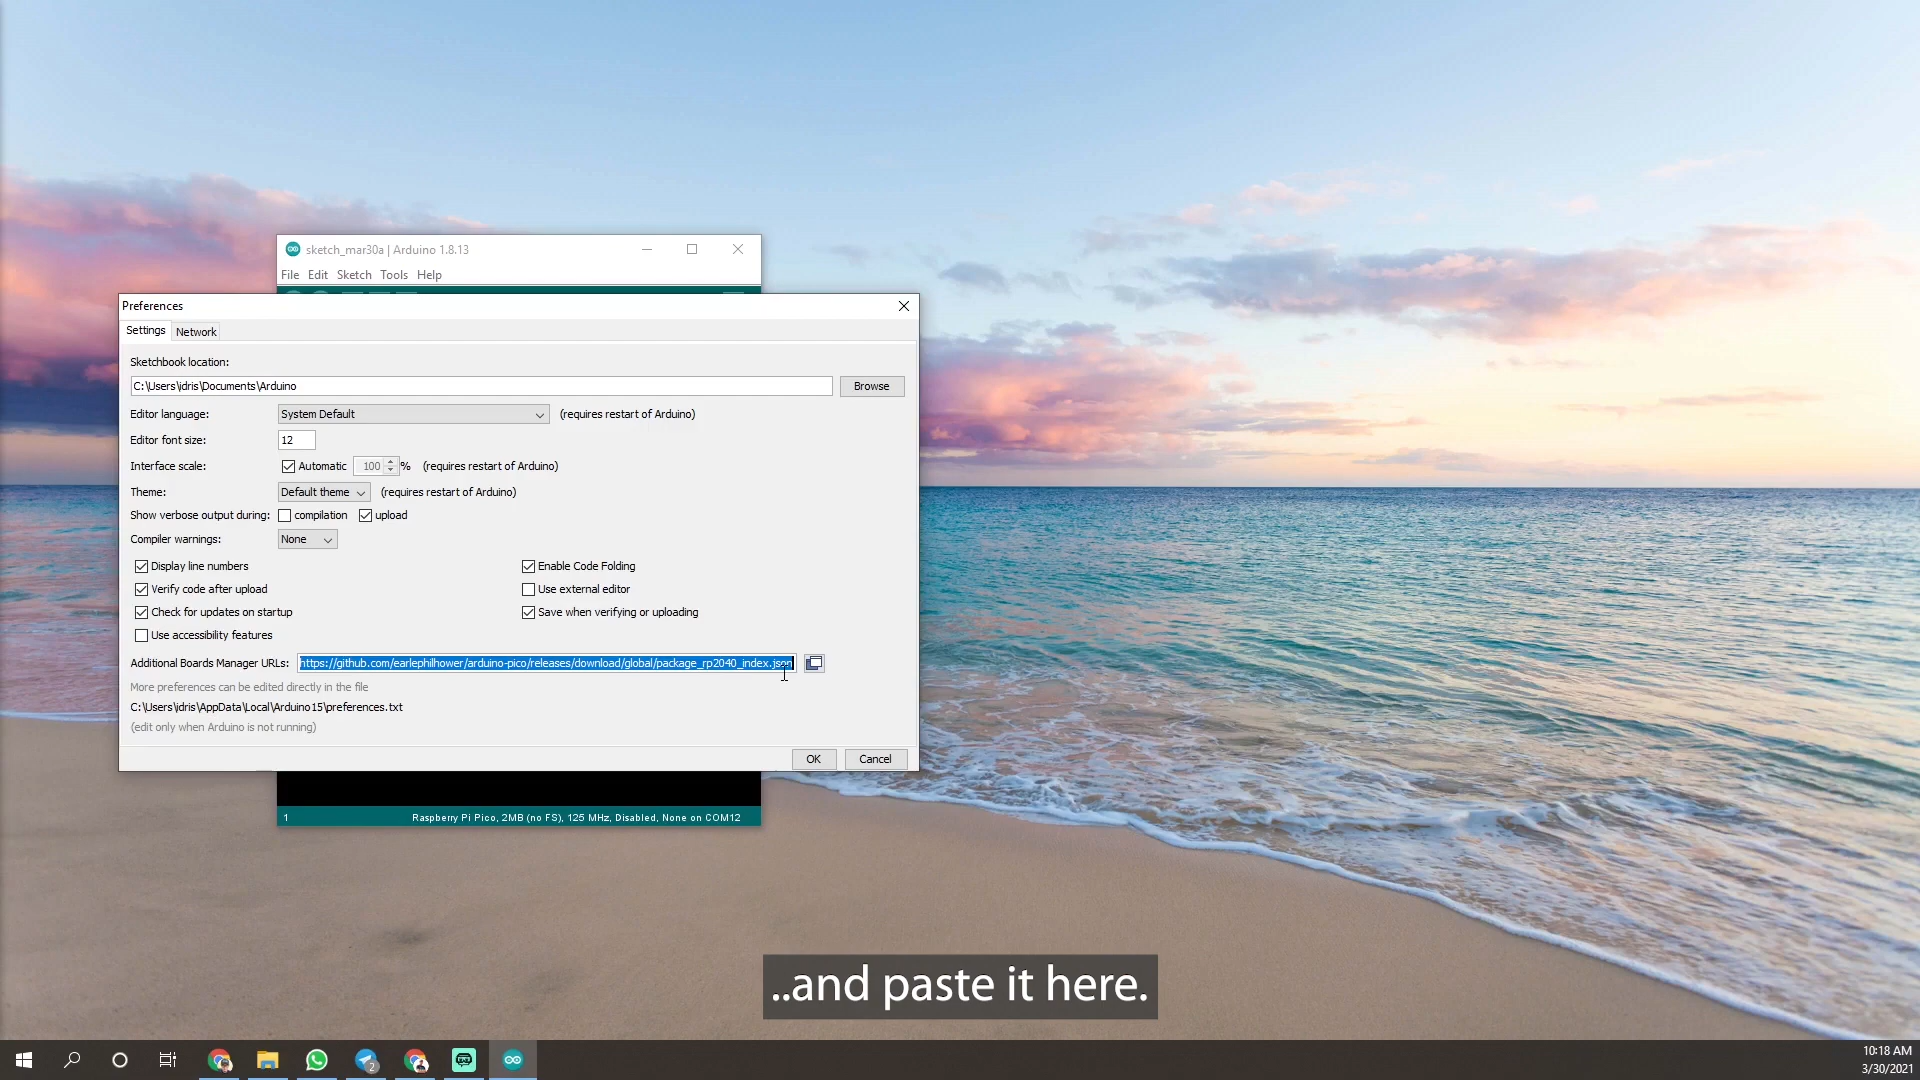 sketch_mar30a | Arduino 1.8.13
File Edit Sketch Tools Help
Preferences
Settings Network
Sketchbook location:
C:\Users\idris\Documents\Arduino Browse
Editor language: System Default (requires restart of Arduino)
Editor font size: 12
Interface scale: Automatic 100 % (requires restart of Arduino)
Theme: Default theme (requires restart of Arduino)
Show verbose output during: compilation upload
Compiler warnings: None
Display line numbers Enable Code Folding
Verify code after upload Use external editor
Check for updates on startup Save when verifying or uploading
Use accessibility features
Additional Boards Manager URLs: https://github.com/earlephilhower/arduino-pico/releases/download/global/package_rp2040_index.json
More preferences can be edited directly in the file
C:\Users\idris\AppData\Local\Arduino15\preferences.txt
(edit only when Arduino is not running)
OK Cancel
1 Raspberry Pi Pico, 2MB (no FS), 125 MHz, Disabled, None on COM12
..and paste it here.
2
10:18 AM
3/30/2021